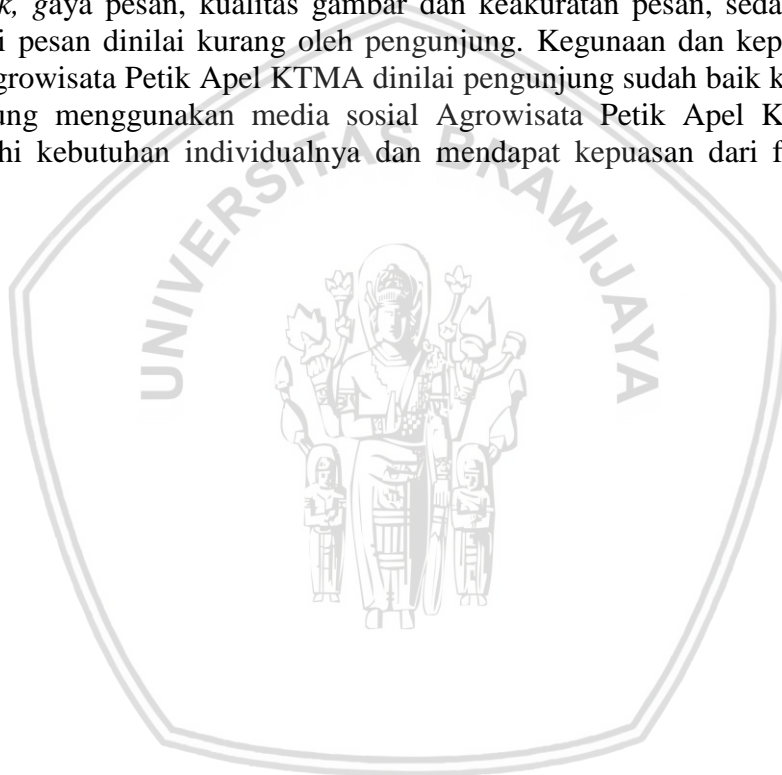 k, gaya pesan, kualitas gambar dan keakuratan pesan, seda
i pesan dinilai kurang oleh pengunjung. Kegunaan dan kep
growisata Petik Apel KTMA dinilai pengunjung sudah baik k
ung menggunakan media sosial Agrowisata Petik Apel K
hi kebutuhan individualnya dan mendapat kepuasan dari f
UNIVERSITAS BRAWIJAYA